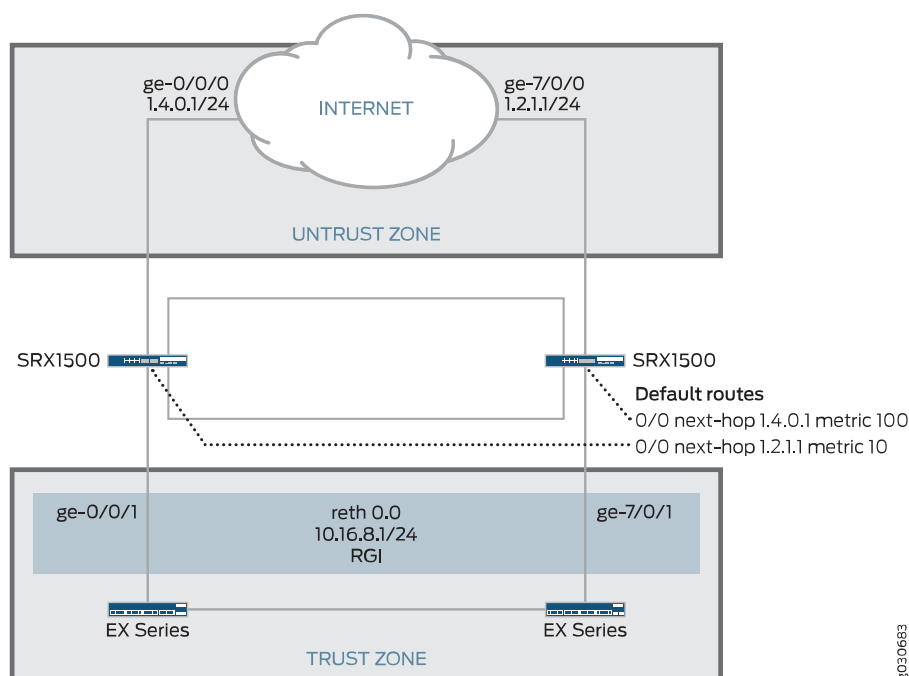 ge-0/0/0
1.4.0.1/24
INTERNET
ge-7/0/0
1.2.1.1/24
UNTRUST ZONE
SRX1500
SRX1500
Default routes
0/0 next-hop 1.4.0.1 metric 100
0/0 next-hop 1.2.1.1 metric 10
ge-0/0/1
reth 0.0
10.16.8.1/24
RGI
ge-7/0/1
EX Series
EX Series
TRUST ZONE
g030683